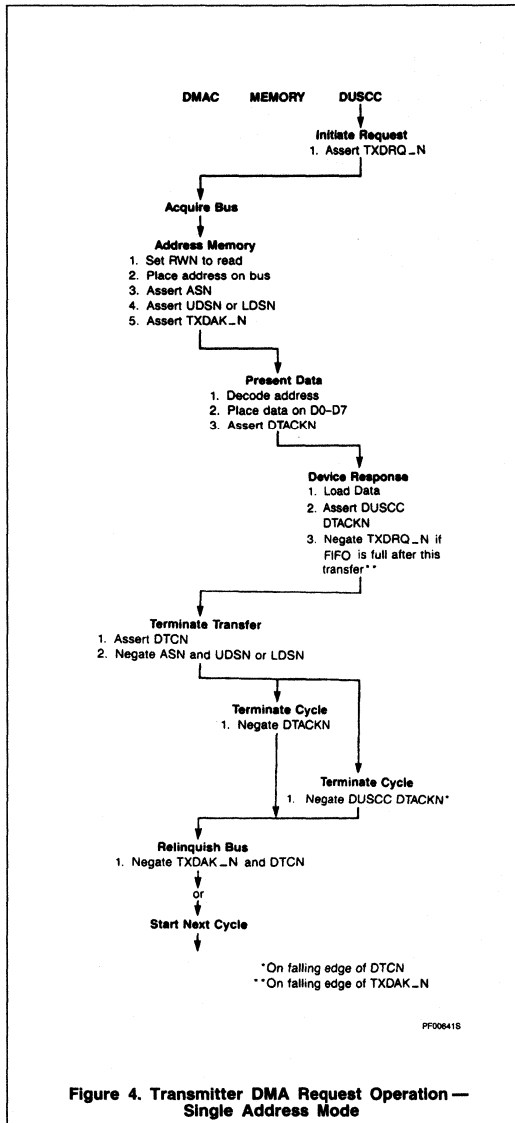 DMAC MEMORY DUSCC
Initiate Request
1. Assert TXDRQ_N
Acquire Bus
Address Memory
1. Set RWN to read
2. Place address on bus
3. Assert ASN
4. Assert UDSN or LDSN
5. Assert TXDAK_N
Present Data
1. Decode address
2. Place data on D0–D7
3. Assert DTACKN
Device Response
1. Load Data
2. Assert DUSCC
DTACKN
3. Negate TXDRQ_N if
FIFO is full after this
transfer**
Terminate Transfer
1. Assert DTCN
2. Negate ASN and UDSN or LDSN
Terminate Cycle
1. Negate DTACKN
Terminate Cycle
1. Negate DUSCC DTACKN*
Relinquish Bus
1. Negate TXDAK_N and DTCN
or
Start Next Cycle
*On falling edge of DTCN
**On falling edge of TXDAK_N
PF00641S
Figure 4. Transmitter DMA Request Operation —
Single Address Mode